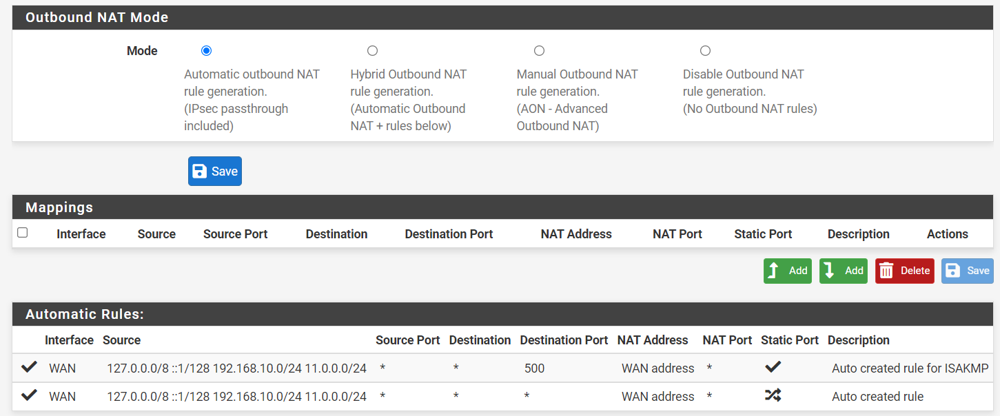 Outbound NAT Mode
Mode
Automatic outbound NAT
rule generation.
(IPsec passthrough
included)
Hybrid Outbound NAT
rule generation.
(Automatic Outbound
NAT + rules below)
Manual Outbound NAT
rule generation.
(AON - Advanced
Outbound NAT)
Disable Outbound NAT
rule generation.
(No Outbound NAT rules)
Save
Mappings
Interface Source Source Port Destination Destination Port NAT Address NAT Port Static Port Description Actions
Add Add Delete Save
Automatic Rules:
Interface Source Source Port Destination Destination Port NAT Address NAT Port Static Port Description
WAN 127.0.0.0/8 ::1/128 192.168.10.0/24 11.0.0.0/24 * * 500 WAN address * Auto created rule for ISAKMP
WAN 127.0.0.0/8 ::1/128 192.168.10.0/24 11.0.0.0/24 * * * WAN address * Auto created rule